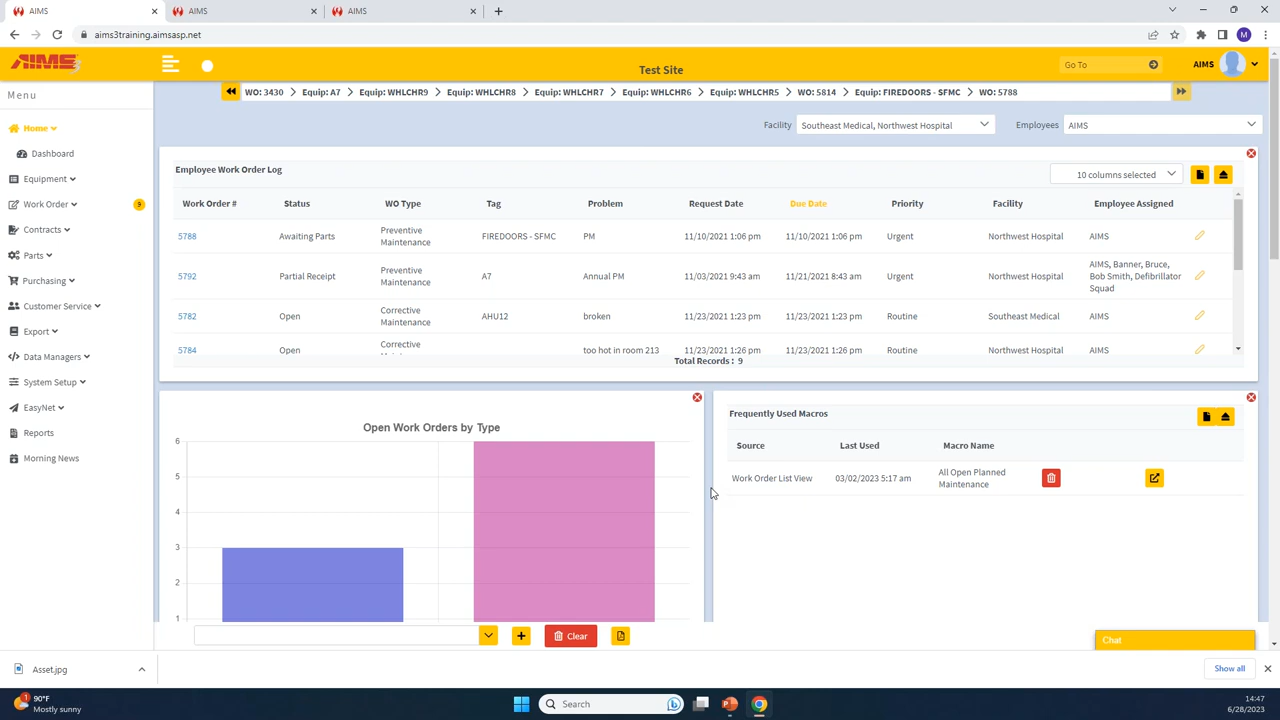 AIMS
AIMS
AIMS
aims3training.aimsasp.net
M
AIMS 3
Test Site
Go To
AIMS
Menu
WO: 3430 Equip: A7 Equip: WHLCHR9 Equip: WHLCHR8 Equip: WHLCHR7 Equip: WHLCHR6 Equip: WHLCHR5 WO: 5814 Equip: FIREDOORS - SFMC WO: 5788
Facility Southeast Medical, Northwest Hospital Employees AIMS
Home
Dashboard
Equipment
Work Order 9
Contracts
Parts
Purchasing
Customer Service
Export
Data Managers
System Setup
EasyNet
Reports
Morning News
Employee Work Order Log
10 columns selected
Work Order # Status WO Type Tag Problem Request Date Due Date Priority Facility Employee Assigned
5788 Awaiting Parts Preventive Maintenance FIREDOORS - SFMC PM 11/10/2021 1:06 pm 11/10/2021 1:06 pm Urgent Northwest Hospital AIMS
5792 Partial Receipt Preventive Maintenance A7 Annual PM 11/03/2021 9:43 am 11/21/2021 8:43 am Urgent Northwest Hospital AIMS, Banner, Bruce, Bob Smith, Defibrillator Squad
5782 Open Corrective Maintenance AHU12 broken 11/23/2021 1:23 pm 11/23/2021 1:23 pm Routine Southeast Medical AIMS
5784 Open Corrective too hot in room 213 11/23/2021 1:26 pm 11/23/2021 1:26 pm Routine Northwest Hospital AIMS
Total Records : 9
Open Work Orders by Type
6
5
4
3
2
1
Frequently Used Macros
Source Last Used Macro Name
Work Order List View 03/02/2023 5:17 am All Open Planned Maintenance
Clear
Chat
Asset.jpg
Show all
1
90°F
Mostly sunny
Search
14:47
6/28/2023